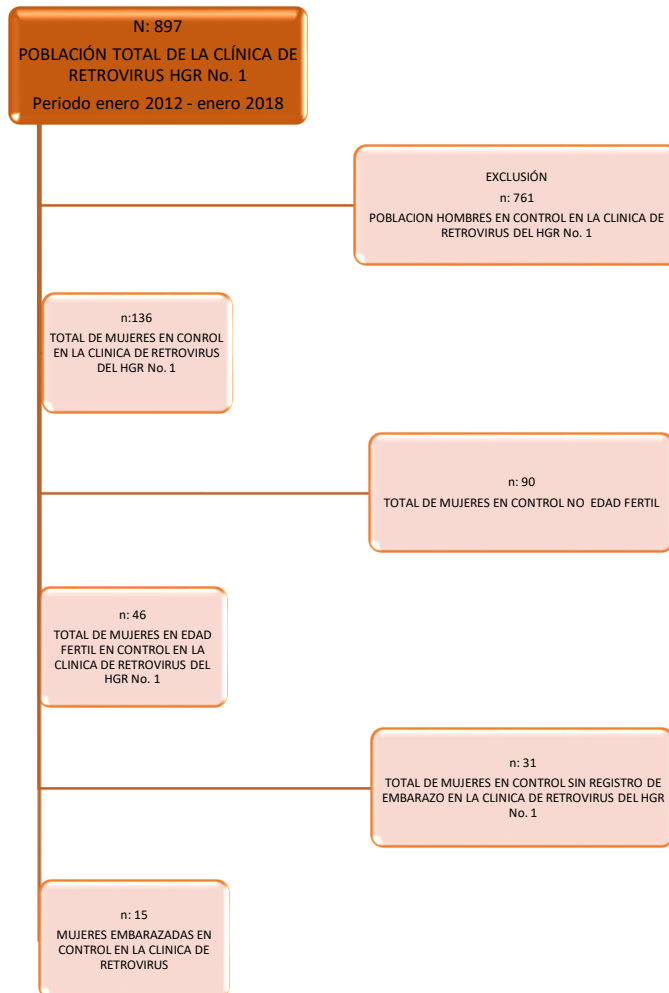 N: 897
POBLACIÓN TOTAL DE LA CLÍNICA DE
RETROVIRUS HGR No. 1
Periodo enero 2012 - enero 2018
EXCLUSIÓN
n: 761
POBLACION HOMBRES EN CONTROL EN LA CLINICA DE
RETROVIRUS DEL HGR No. 1
n:136
TOTAL DE MUJERES EN CONROL
EN LA CLINICA DE RETROVIRUS
DEL HGR No. 1
n: 90
TOTAL DE MUJERES EN CONTROL NO EDAD FERTIL
n: 46
TOTAL DE MUJERES EN EDAD
FERTIL EN CONTROL EN LA
CLINICA DE RETROVIRUS DEL
HGR No. 1
n: 31
TOTAL DE MUJERES EN CONTROL SIN REGISTRO DE
EMBARAZO EN LA CLINICA DE RETROVIRUS DEL HGR
No. 1
n: 15
MUJERES EMBARAZADAS EN
CONTROL EN LA CLINICA DE
RETROVIRUS